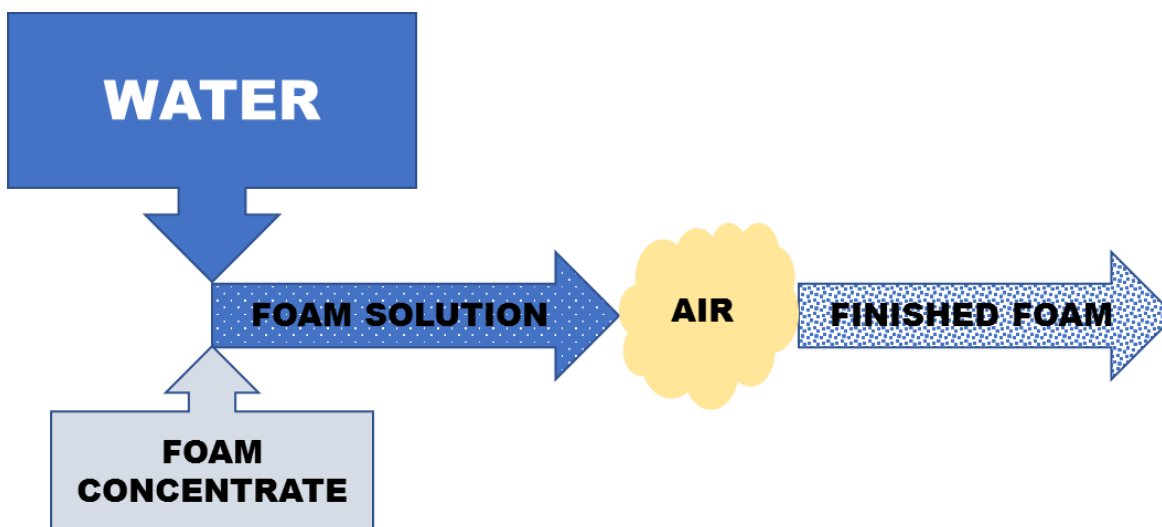 WATER
FOAM SOLUTION
AIR
FINISHED FOAM
FOAM
CONCENTRATE